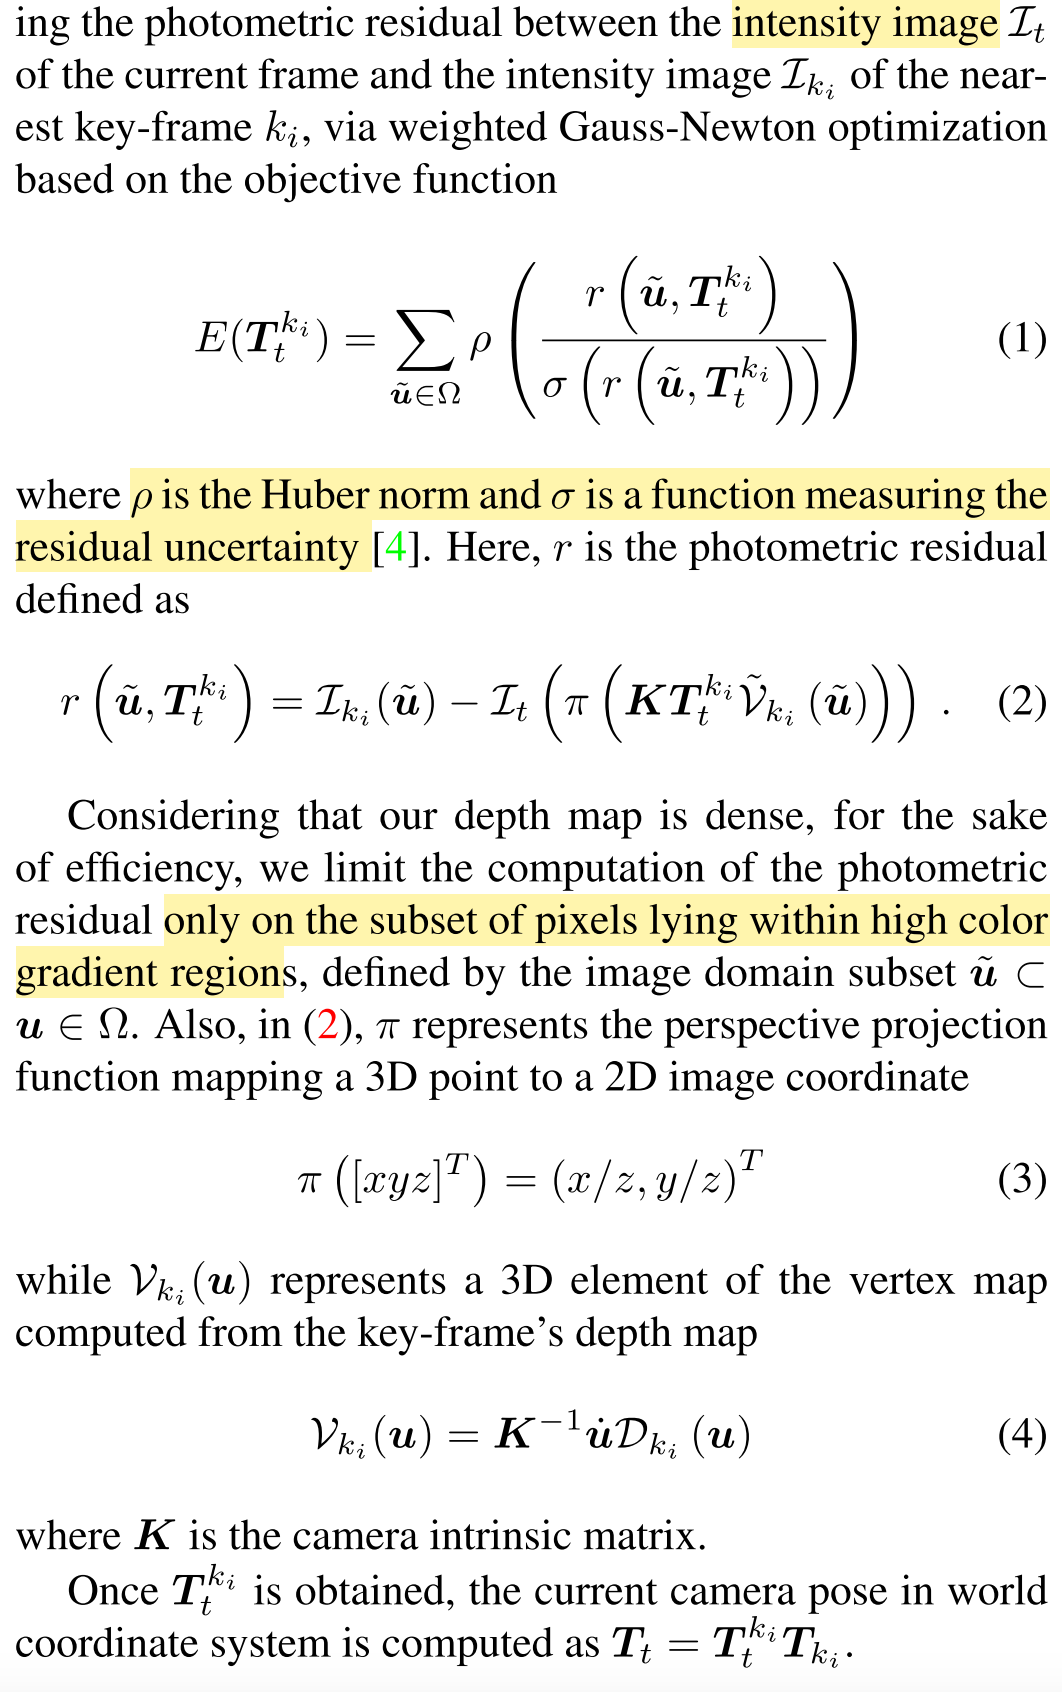 ing the photometric residual between the intensity image $\mathcal{I}_t$
of the current frame and the intensity image $\mathcal{I}_{k_i}$ of the near-
est key-frame $k_i$, via weighted Gauss-Newton optimization
based on the objective function
$E(\boldsymbol{T}_t^{k_i}) = \sum_{\tilde{\boldsymbol{u}} \in \Omega} \rho \left( \frac{r\left(\tilde{\boldsymbol{u}}, \boldsymbol{T}_t^{k_i}\right)}{\sigma\left(r\left(\tilde{\boldsymbol{u}}, \boldsymbol{T}_t^{k_i}\right)\right)} \right)$ (1)
where $\rho$ is the Huber norm and $\sigma$ is a function measuring the
residual uncertainty [4]. Here, $r$ is the photometric residual
defined as
$r\left(\tilde{\boldsymbol{u}}, \boldsymbol{T}_t^{k_i}\right) = \mathcal{I}_{k_i}(\tilde{\boldsymbol{u}}) - \mathcal{I}_t\left(\pi\left(\boldsymbol{K}\boldsymbol{T}_t^{k_i}\tilde{\mathcal{V}}_{k_i}(\tilde{\boldsymbol{u}})\right)\right)$ . (2)
Considering that our depth map is dense, for the sake
of efficiency, we limit the computation of the photometric
residual only on the subset of pixels lying within high color
gradient regions, defined by the image domain subset $\tilde{\boldsymbol{u}} \subset$
$\boldsymbol{u} \in \Omega$. Also, in (2), $\pi$ represents the perspective projection
function mapping a 3D point to a 2D image coordinate
$\pi\left([xyz]^T\right) = (x/z, y/z)^T$ (3)
while $\mathcal{V}_{k_i}(\boldsymbol{u})$ represents a 3D element of the vertex map
computed from the key-frame's depth map
$\mathcal{V}_{k_i}(\boldsymbol{u}) = \boldsymbol{K}^{-1}\dot{\boldsymbol{u}}\mathcal{D}_{k_i}(\boldsymbol{u})$ (4)
where $\boldsymbol{K}$ is the camera intrinsic matrix.
Once $\boldsymbol{T}_t^{k_i}$ is obtained, the current camera pose in world
coordinate system is computed as $\boldsymbol{T}_t = \boldsymbol{T}_t^{k_i}\boldsymbol{T}_{k_i}$.